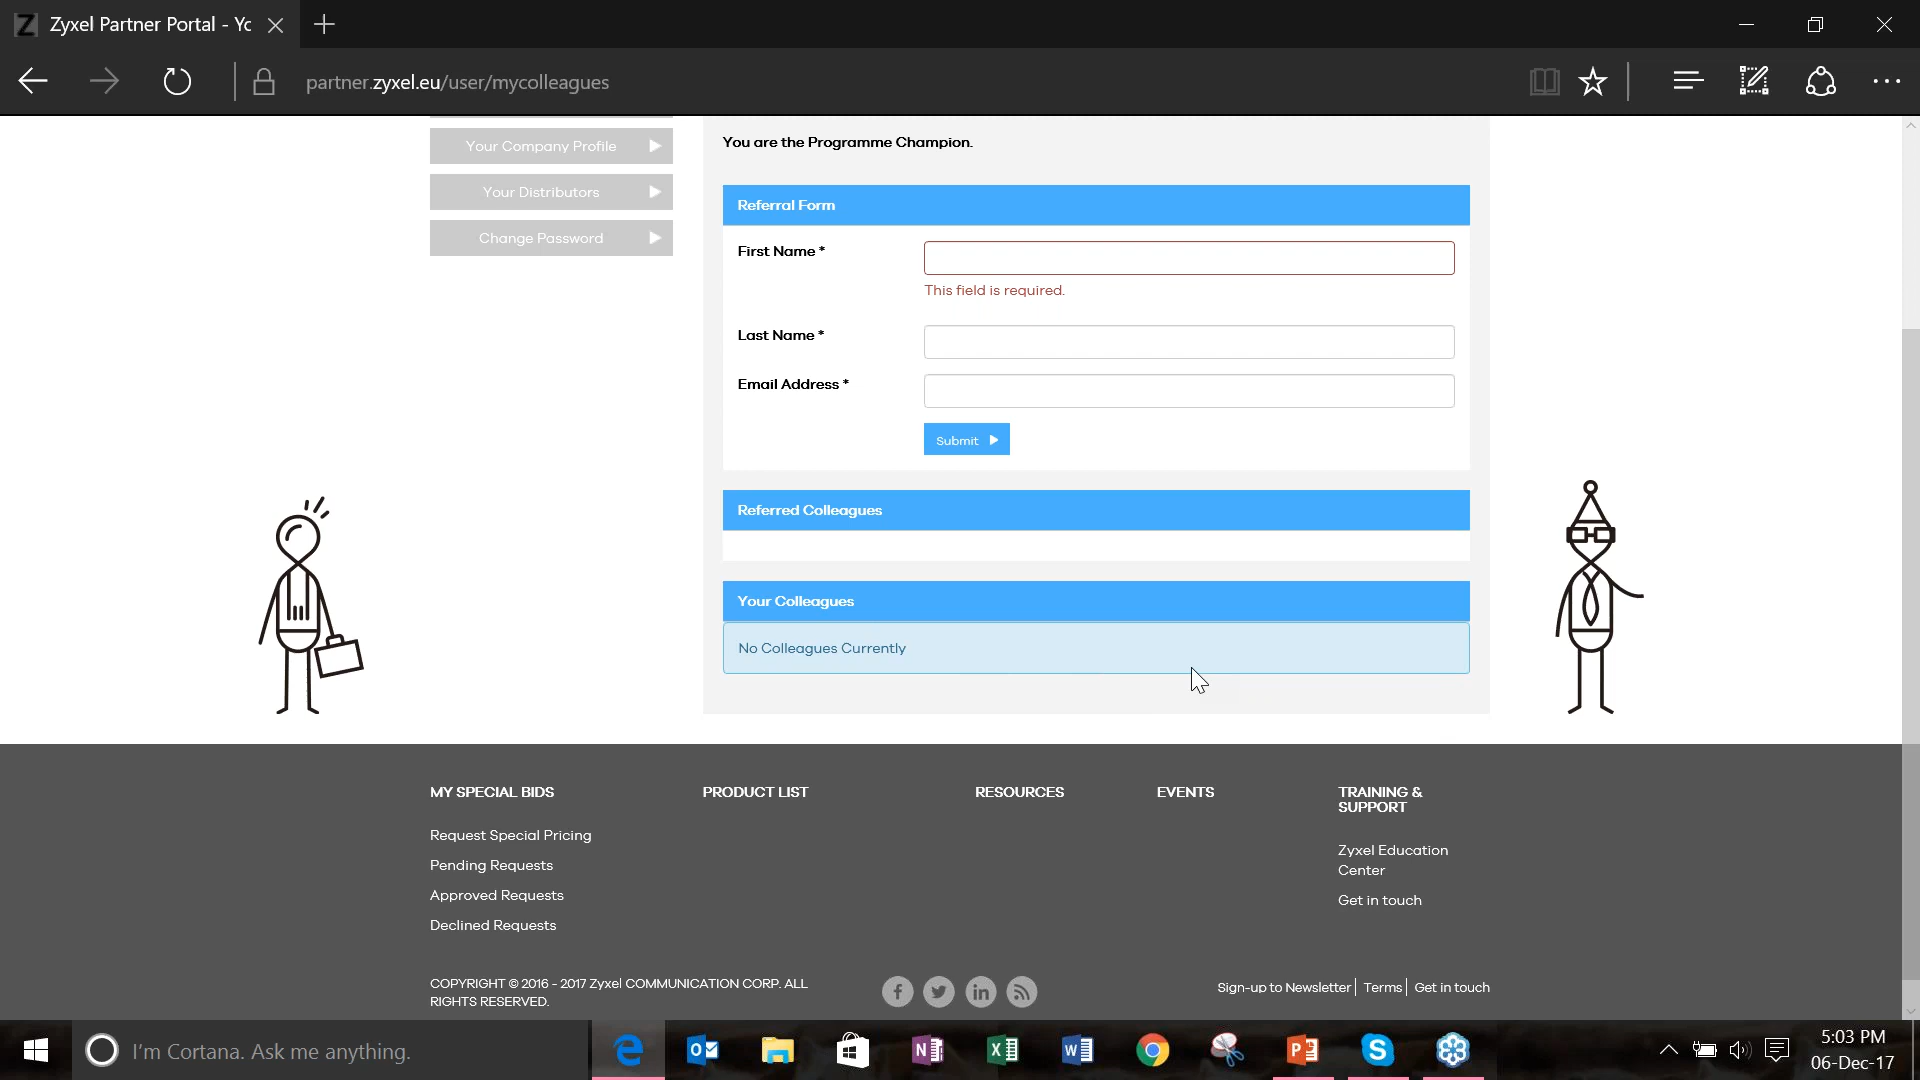 Zyxel Partner Portal - Yo
partner.zyxel.eu/user/mycolleagues
Your Company Profile
Your Distributors
Change Password
You are the Programme Champion.
Referral Form
First Name *
This field is required.
Last Name *
Email Address *
Submit
Referred Colleagues
Your Colleagues
No Colleagues Currently
MY SPECIAL BIDS
Request Special Pricing
Pending Requests
Approved Requests
Declined Requests
PRODUCT LIST
RESOURCES
EVENTS
TRAINING &
SUPPORT
Zyxel Education
Center
Get in touch
COPYRIGHT © 2016 - 2017 Zyxel COMMUNICATION CORP. ALL
RIGHTS RESERVED.
Sign-up to Newsletter | Terms | Get in touch
I'm Cortana. Ask me anything.
5:03 PM
06-Dec-17